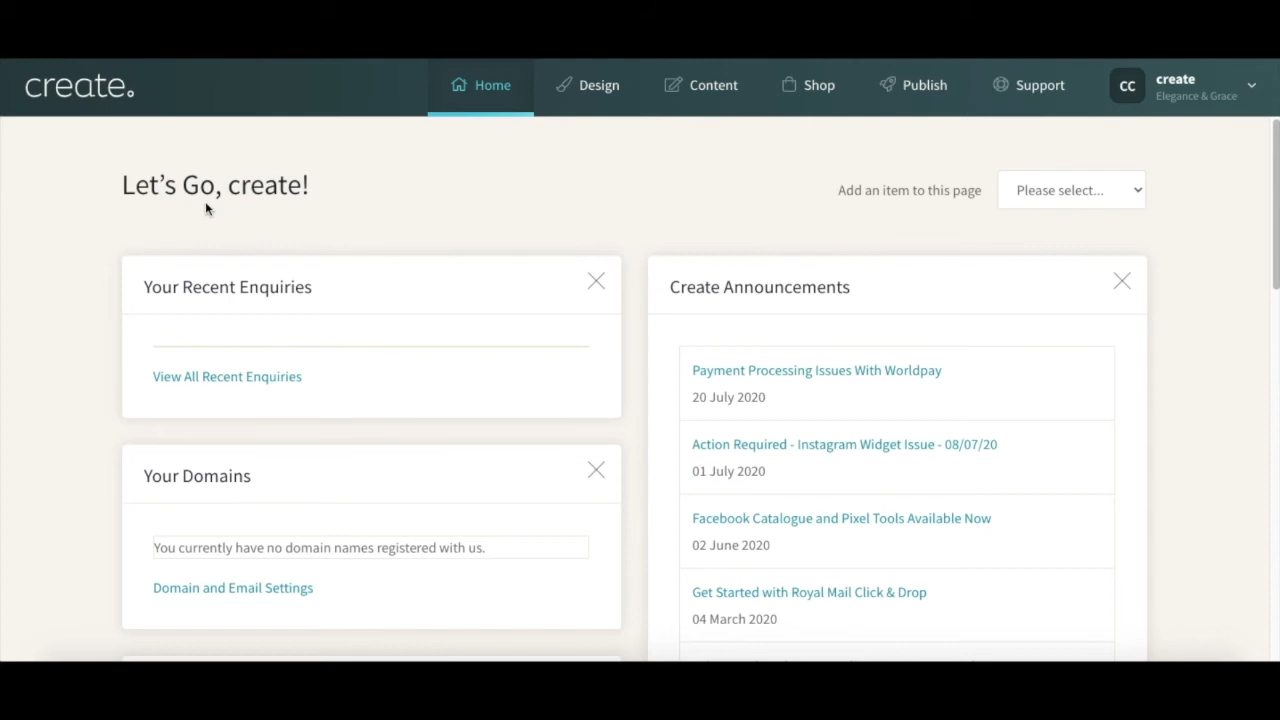 create.
Home
Design
Content
Shop
Publish
Support
CC
create
Elegance & Grace
Let's Go, create!
Add an item to this page
Please select...
Your Recent Enquiries
View All Recent Enquiries
Your Domains
You currently have no domain names registered with us.
Domain and Email Settings
Create Announcements
Payment Processing Issues With Worldpay
20 July 2020
Action Required - Instagram Widget Issue - 08/07/20
01 July 2020
Facebook Catalogue and Pixel Tools Available Now
02 June 2020
Get Started with Royal Mail Click & Drop
04 March 2020